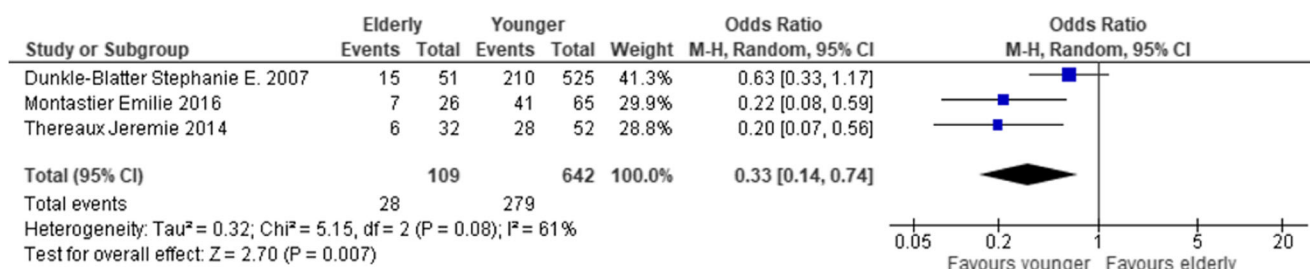 Elderly Younger Odds Ratio Odds Ratio
Study or Subgroup Events Total Events Total Weight M-H, Random, 95% CI M-H, Random, 95% CI
Dunkle-Blatter Stephanie E. 2007 15 51 210 525 41.3% 0.63 [0.33, 1.17]
Montastier Emilie 2016 7 26 41 65 29.9% 0.22 [0.08, 0.59]
Thereaux Jeremie 2014 6 32 28 52 28.8% 0.20 [0.07, 0.56]
Total (95% CI) 109 642 100.0% 0.33 [0.14, 0.74]
Total events 28 279
Heterogeneity: Tau² = 0.32; Chi² = 5.15, df = 2 (P = 0.08); I² = 61%
Test for overall effect: Z = 2.70 (P = 0.007)
0.05 0.2 1 5 20
Favours younger Favours elderly